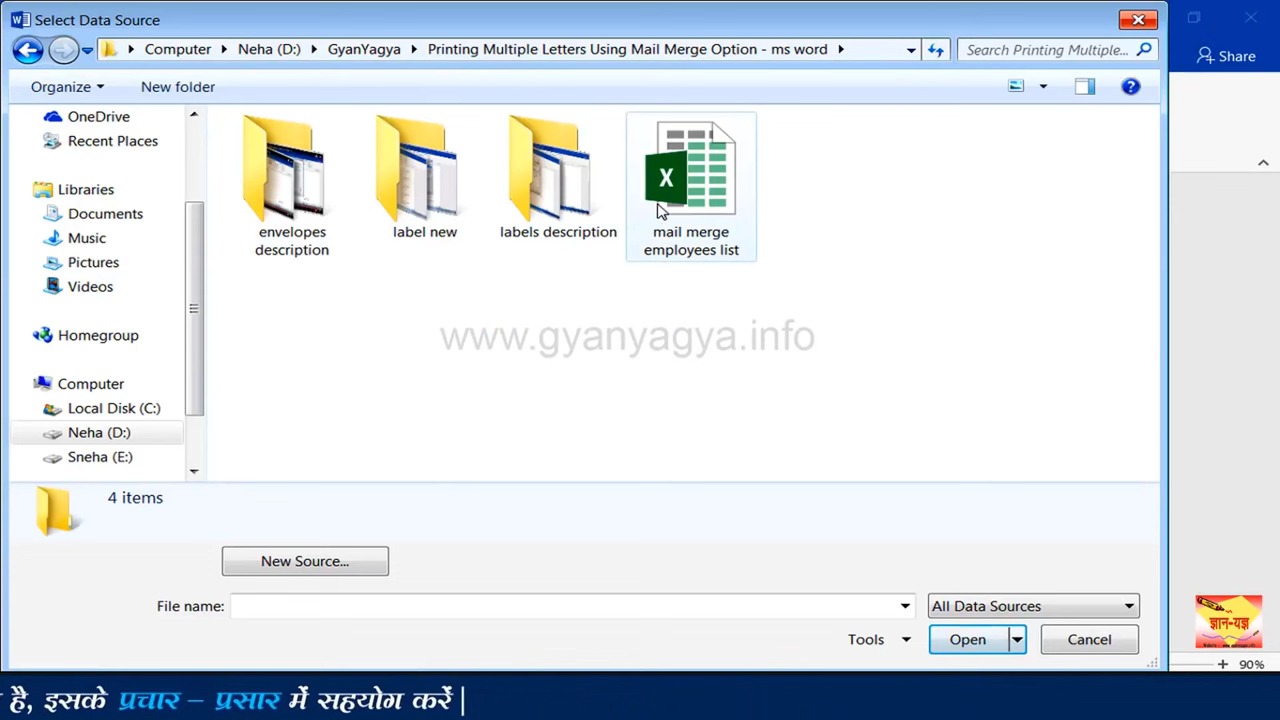 Select Data Source
Computer Neha (D:) GyanYagya Printing Multiple Letters Using Mail Merge Option - ms word
Search Printing Multiple...
Share
Organize
New folder
OneDrive
Recent Places
Libraries
Documents
Music
Pictures
Videos
Homegroup
Computer
Local Disk (C:)
Neha (D:)
Sneha (E:)
envelopes
description
label new
labels description
mail merge
employees list
www.gyanyagya.info
4 items
New Source...
File name:
All Data Sources
Tools
Open
Cancel
ज्ञान-यज्ञ
90%
है, इसके प्रचार – प्रसार में सहयोग करें |